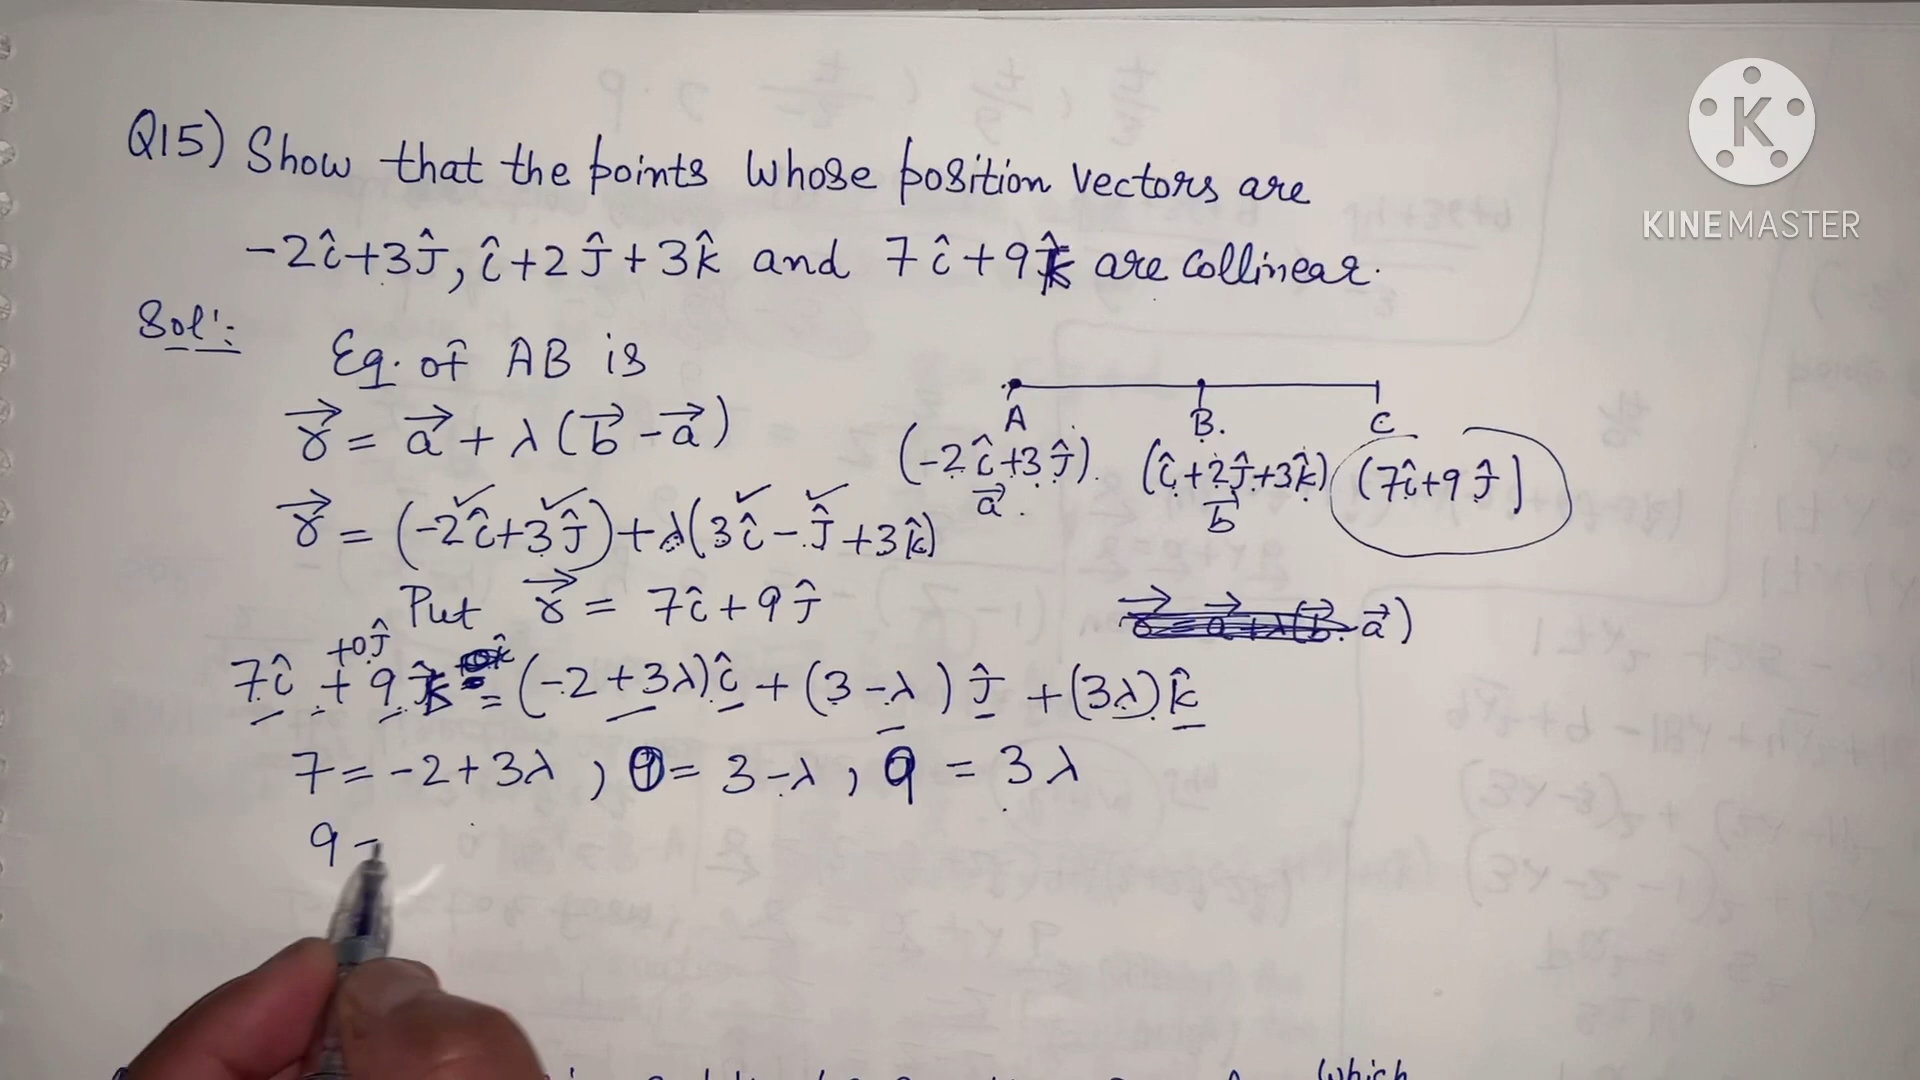 Q15) Show that the points whose position vectors are
-2î+3ĵ, î+2ĵ+3k̂ and 7î+9k̂ are collinear.
Solⁿ:
Eq. of AB is
r⃗ = a⃗ + λ(b⃗ - a⃗)
r⃗ = (-2î+3ĵ)+λ(3î-ĵ+3k̂)
A B. C
(-2î+3ĵ). (î+2ĵ+3k̂) (7î+9ĵ)
a⃗. b⃗
Put r⃗ = 7î+9ĵ
r⃗ = a⃗+λ(b⃗-a⃗)
+0ĵ
7î + 9k̂ = (-2+3λ)î + (3-λ)ĵ + (3λ)k̂
7=-2+3λ, 0=3-λ, 9 = 3λ
9 =
which
K
KINEMASTER